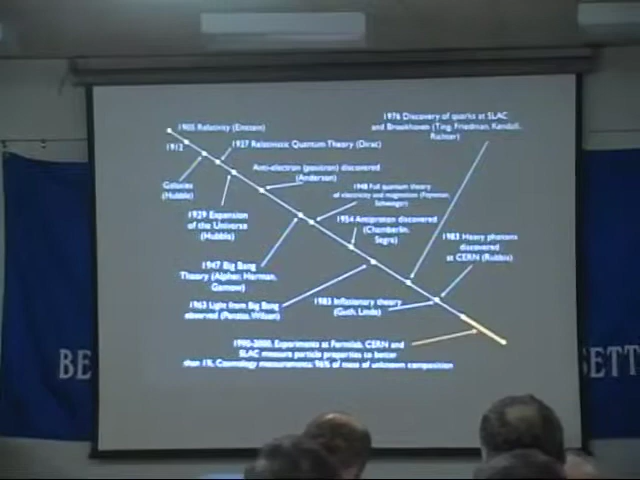 1905 Relativity (Einstein)
1912
Galaxies
(Hubble)
1927 Relativistic Quantum Theory (Dirac)
Anti-electron (positron) discovered
(Anderson)
1929 Expansion
of the Universe
(Hubble)
1948 Full quantum theory
of electricity and magnetism (Feynman,
Schwinger)
1954 Antiproton discovered
(Chamberlin,
Segre)
1976 Discovery of quarks at SLAC
and Brookhaven (Ting, Friedman, Kendall,
Richter)
1983 Heavy photons
discovered
at CERN (Rubbia)
1947 Big Bang
Theory (Alpher, Herman,
Gamow)
1963 Light from Big Bang
observed (Penzias, Wilson)
1983 Inflationary theory
(Guth, Linde)
1990-2000. Experiments at Fermilab, CERN and
SLAC measure particle properties to better
than 1%. Cosmology measurements: 96% of mass of unknown composition
BE
SETT